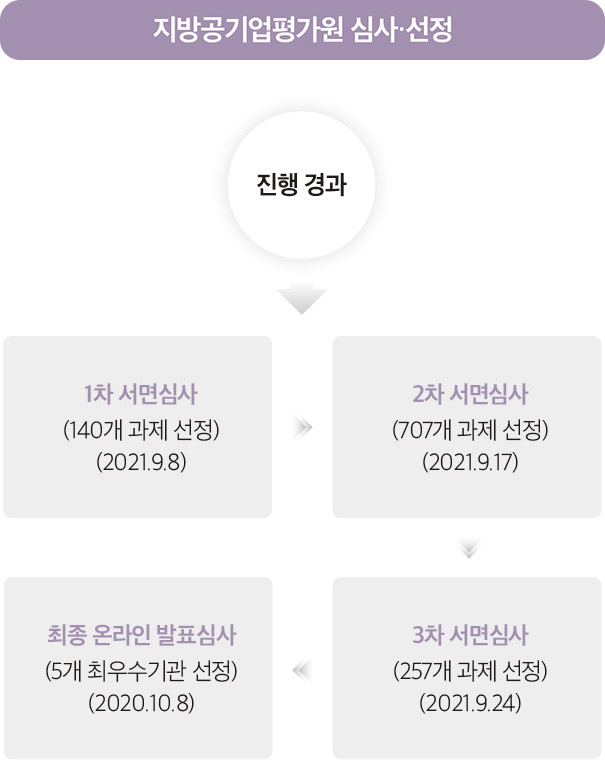 지방공기업평가원 심사·선정
진행 경과
1차 서면심사
(140개 과제 선정)
(2021.9.8)
2차 서면심사
(707개 과제 선정)
(2021.9.17)
3차 서면심사
(257개 과제 선정)
(2021.9.24)
최종 온라인 발표심사
(5개 최우수기관 선정)
(2020.10.8)